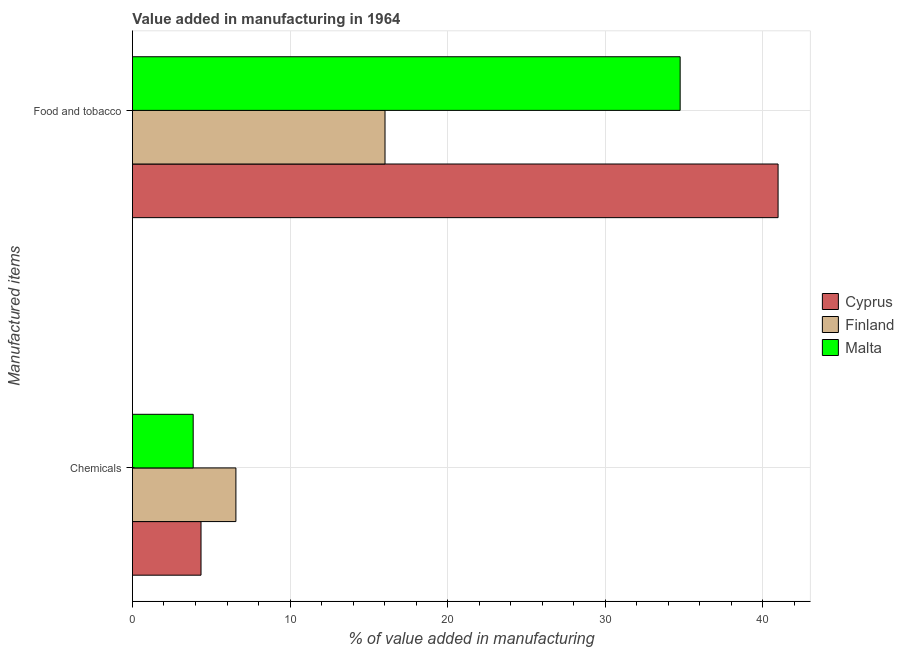 Value added in manufacturing in 1964
Food and tobacco
Chemicals
Manufactured items
0 10 20 30 40
% of value added in manufacturing
Cyprus
Finland
Malta